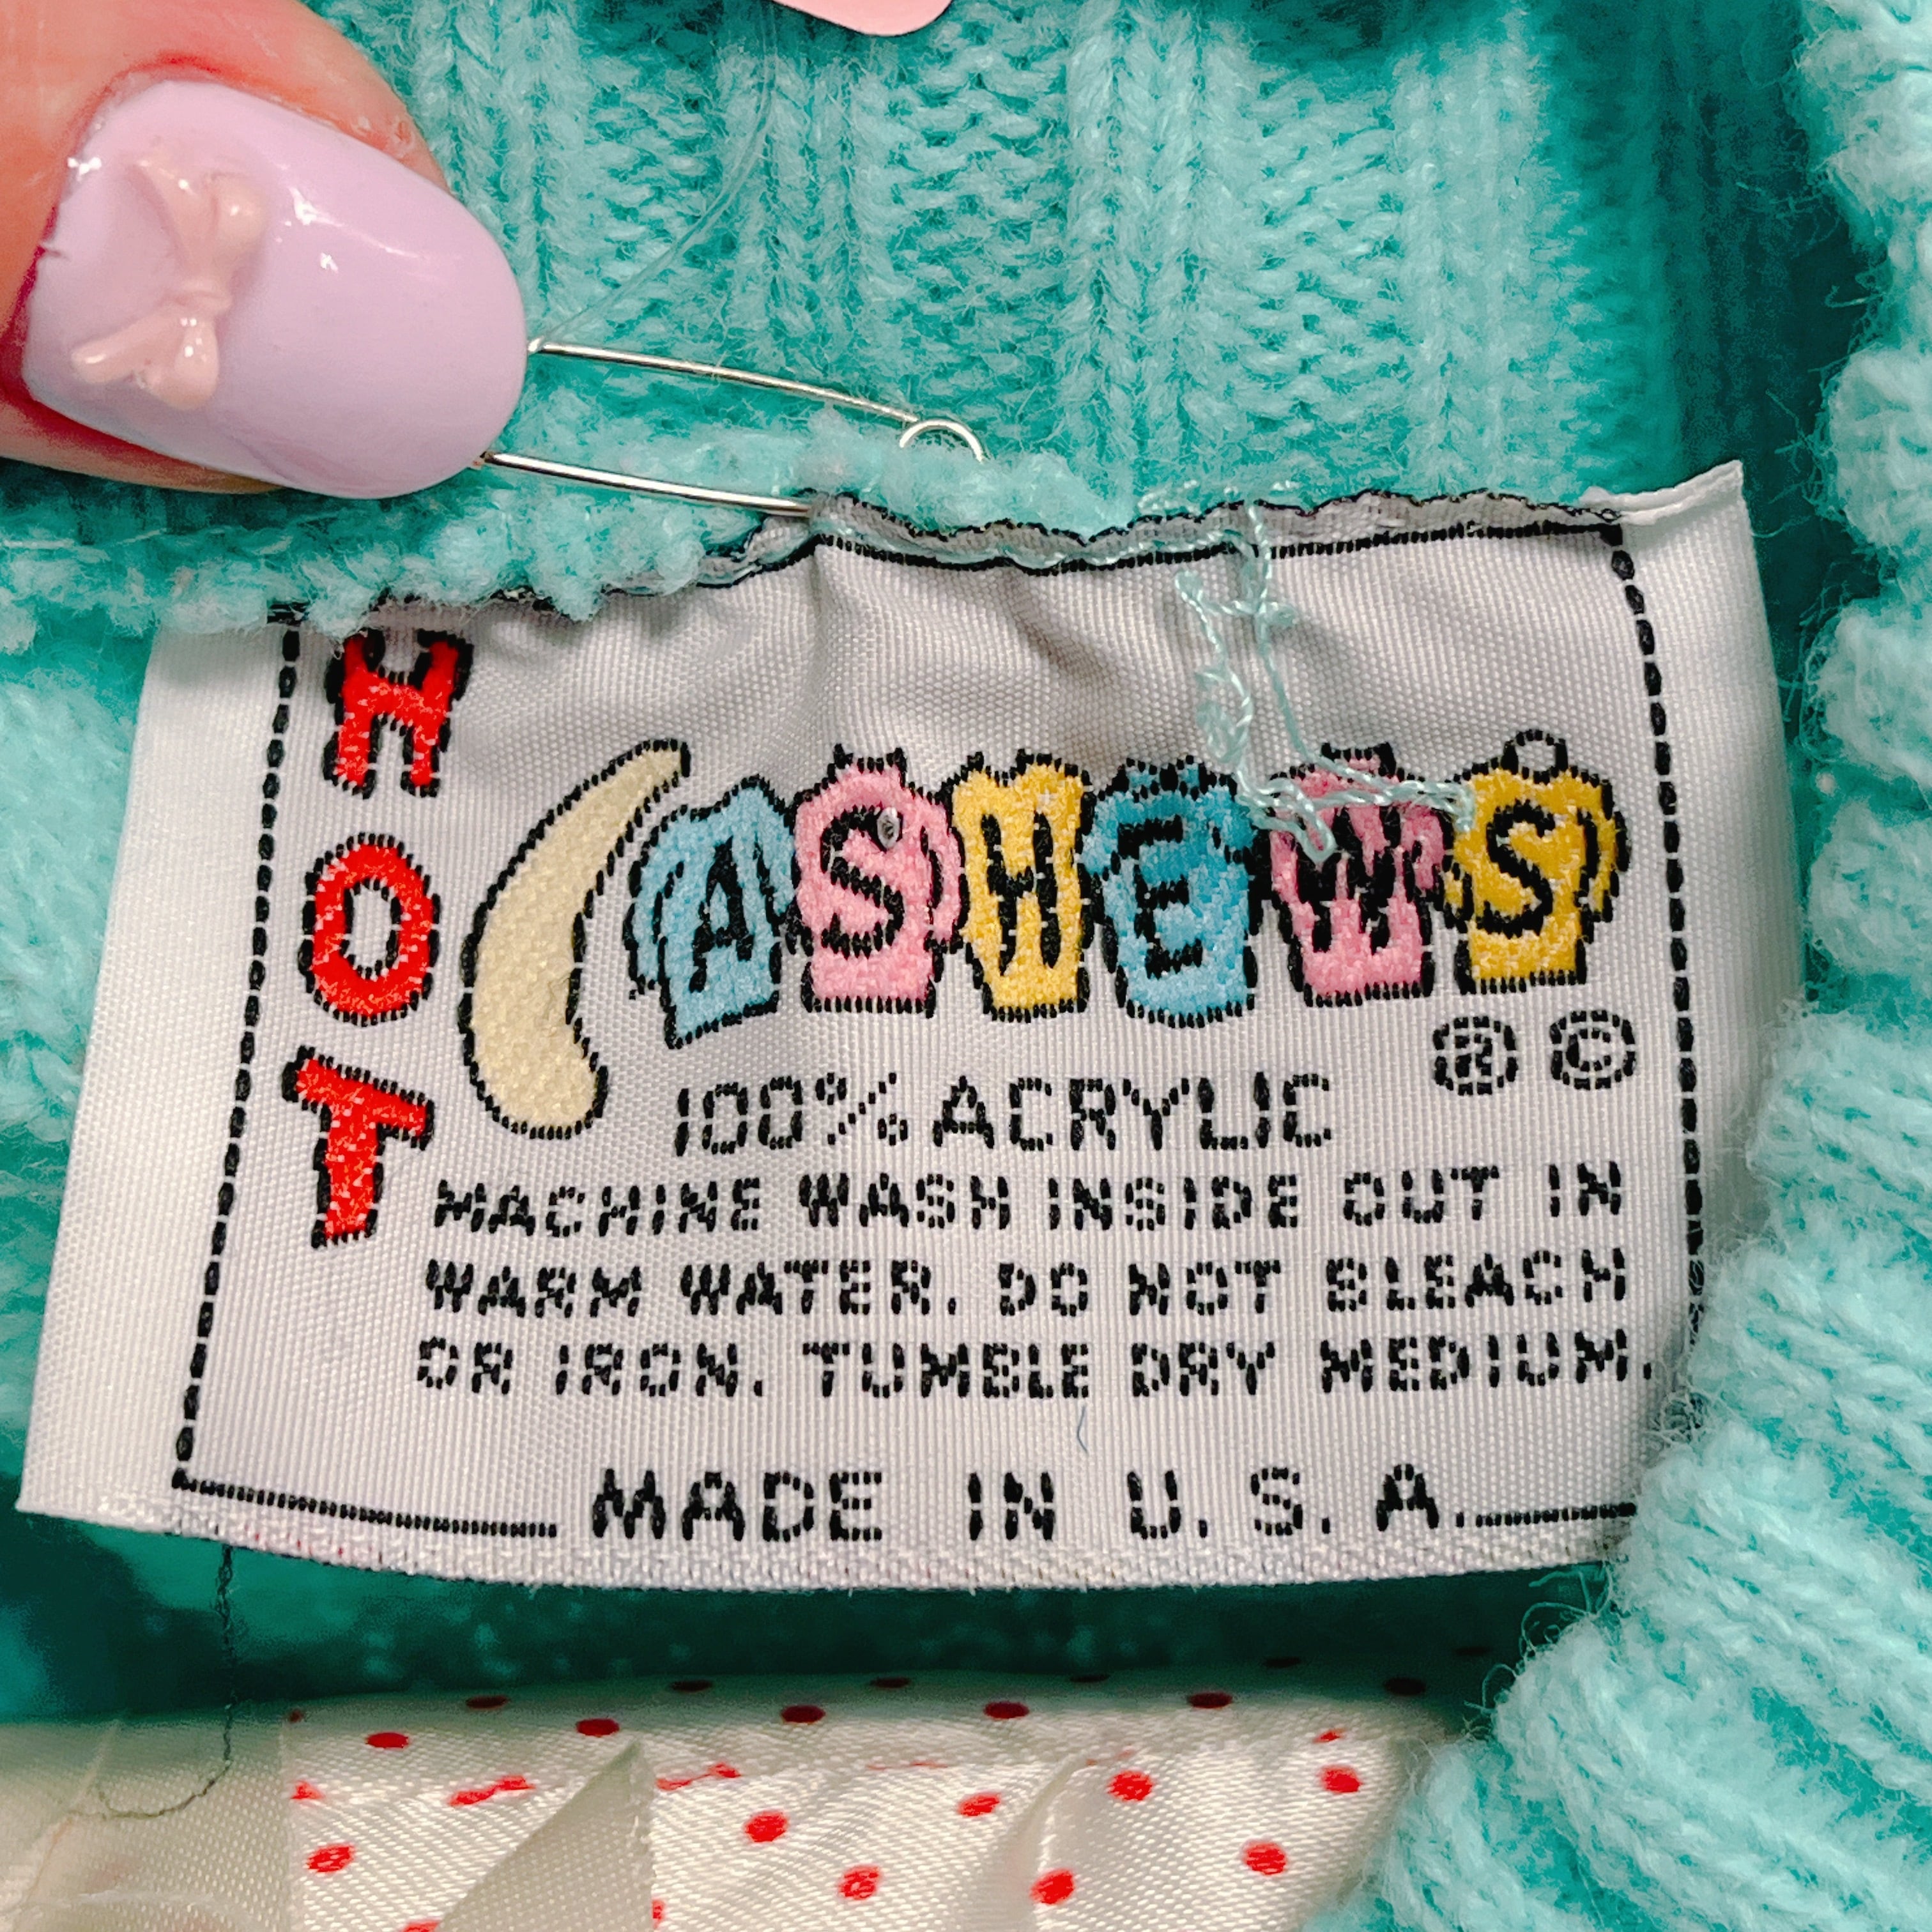 HOT
CASHEWS
® ©
100% ACRYLIC
MACHINE WASH INSIDE OUT IN
WARM WATER. DO NOT BLEACH
OR IRON. TUMBLE DRY MEDIUM.
MADE IN U.S.A.